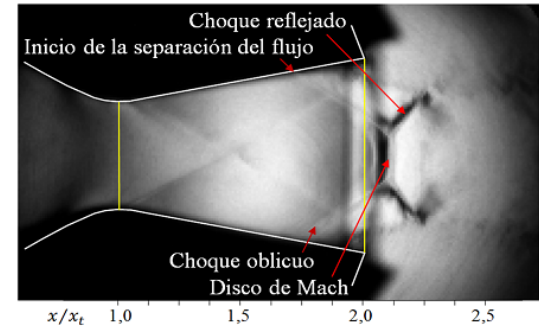 Choque reflejado
Inicio de la separación del flujo
Choque oblicuo
Disco de Mach
x/xₜ 1,0 1,5 2,0 2,5